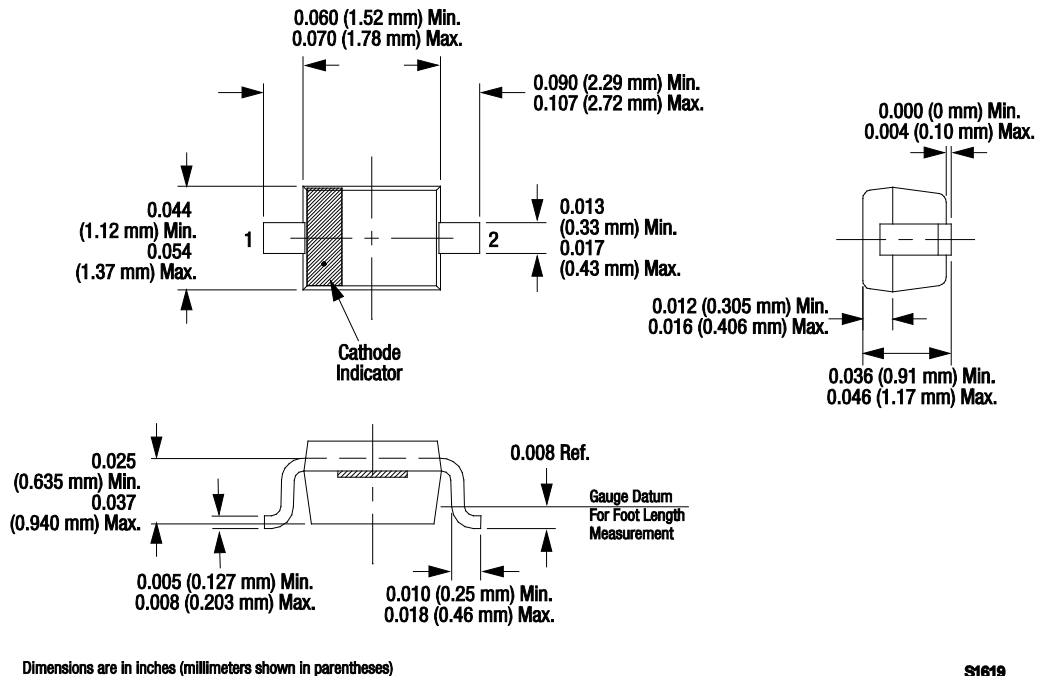 0.060 (1.52 mm) Min.
0.070 (1.78 mm) Max.
0.090 (2.29 mm) Min.
0.107 (2.72 mm) Max.
0.000 (0 mm) Min.
0.004 (0.10 mm) Max.
0.044
(1.12 mm) Min.
0.054
(1.37 mm) Max.
1
2
0.013
(0.33 mm) Min.
0.017
(0.43 mm) Max.
0.012 (0.305 mm) Min.
0.016 (0.406 mm) Max.
Cathode
Indicator
0.036 (0.91 mm) Min.
0.046 (1.17 mm) Max.
0.025
(0.635 mm) Min.
0.037
(0.940 mm) Max.
0.008 Ref.
Gauge Datum
For Foot Length
Measurement
0.005 (0.127 mm) Min.
0.008 (0.203 mm) Max.
0.010 (0.25 mm) Min.
0.018 (0.46 mm) Max.
Dimensions are in inches (millimeters shown in parentheses)
S1619